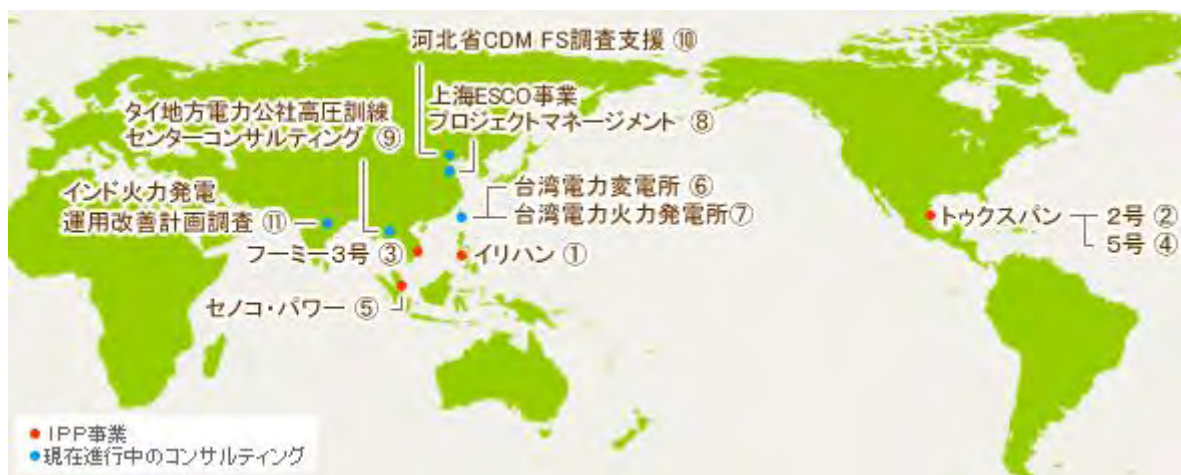 河北省CDM FS調査支援 ⑩
上海ESCO事業
プロジェクトマネージメント ⑧
タイ地方電力公社高圧訓練
センターコンサルティング ⑨
インド火力発電
運用改善計画調査 ⑪
台湾電力変電所 ⑥
台湾電力火力発電所⑦
フーミー3号 ③
イリハン ①
セノコ・パワー ⑤
トゥクスパン 2号 ②
5号 ④
IPP事業
現在進行中のコンサルティング